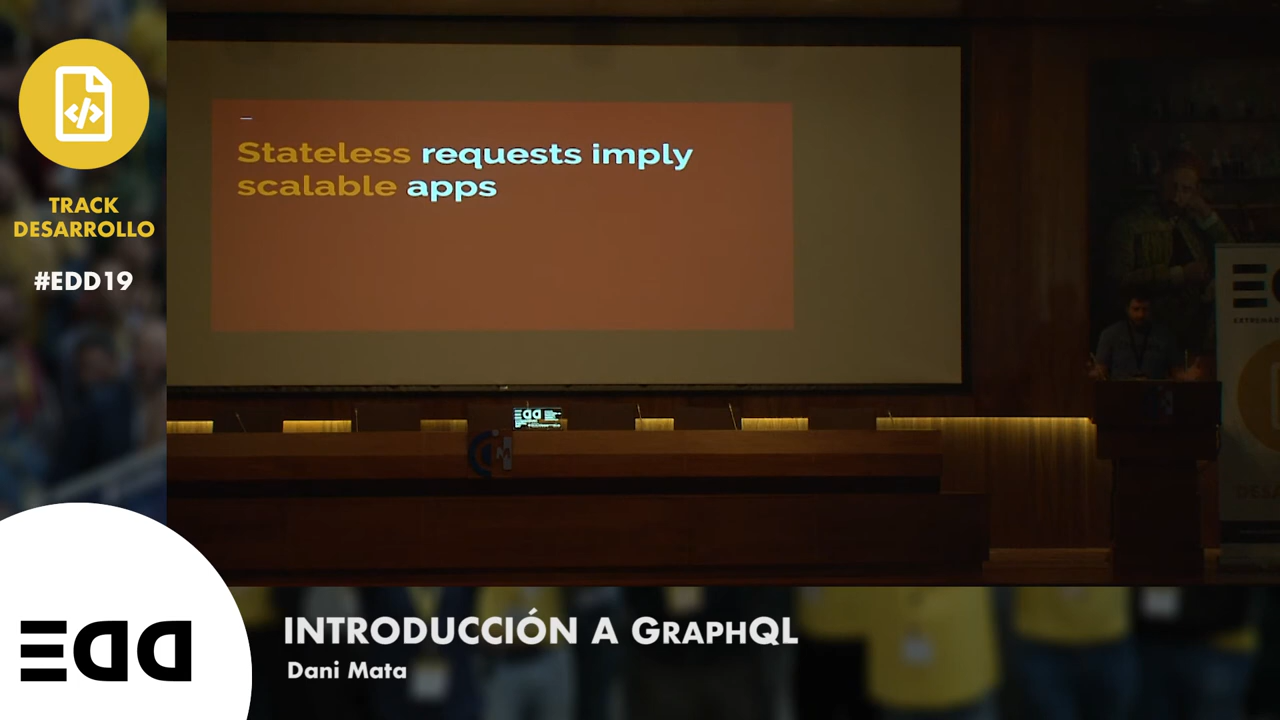 TRACK
DESARROLLO
#EDD19
Stateless requests imply
scalable apps
EDD
INTRODUCCIÓN A GRAPHQL
Dani Mata